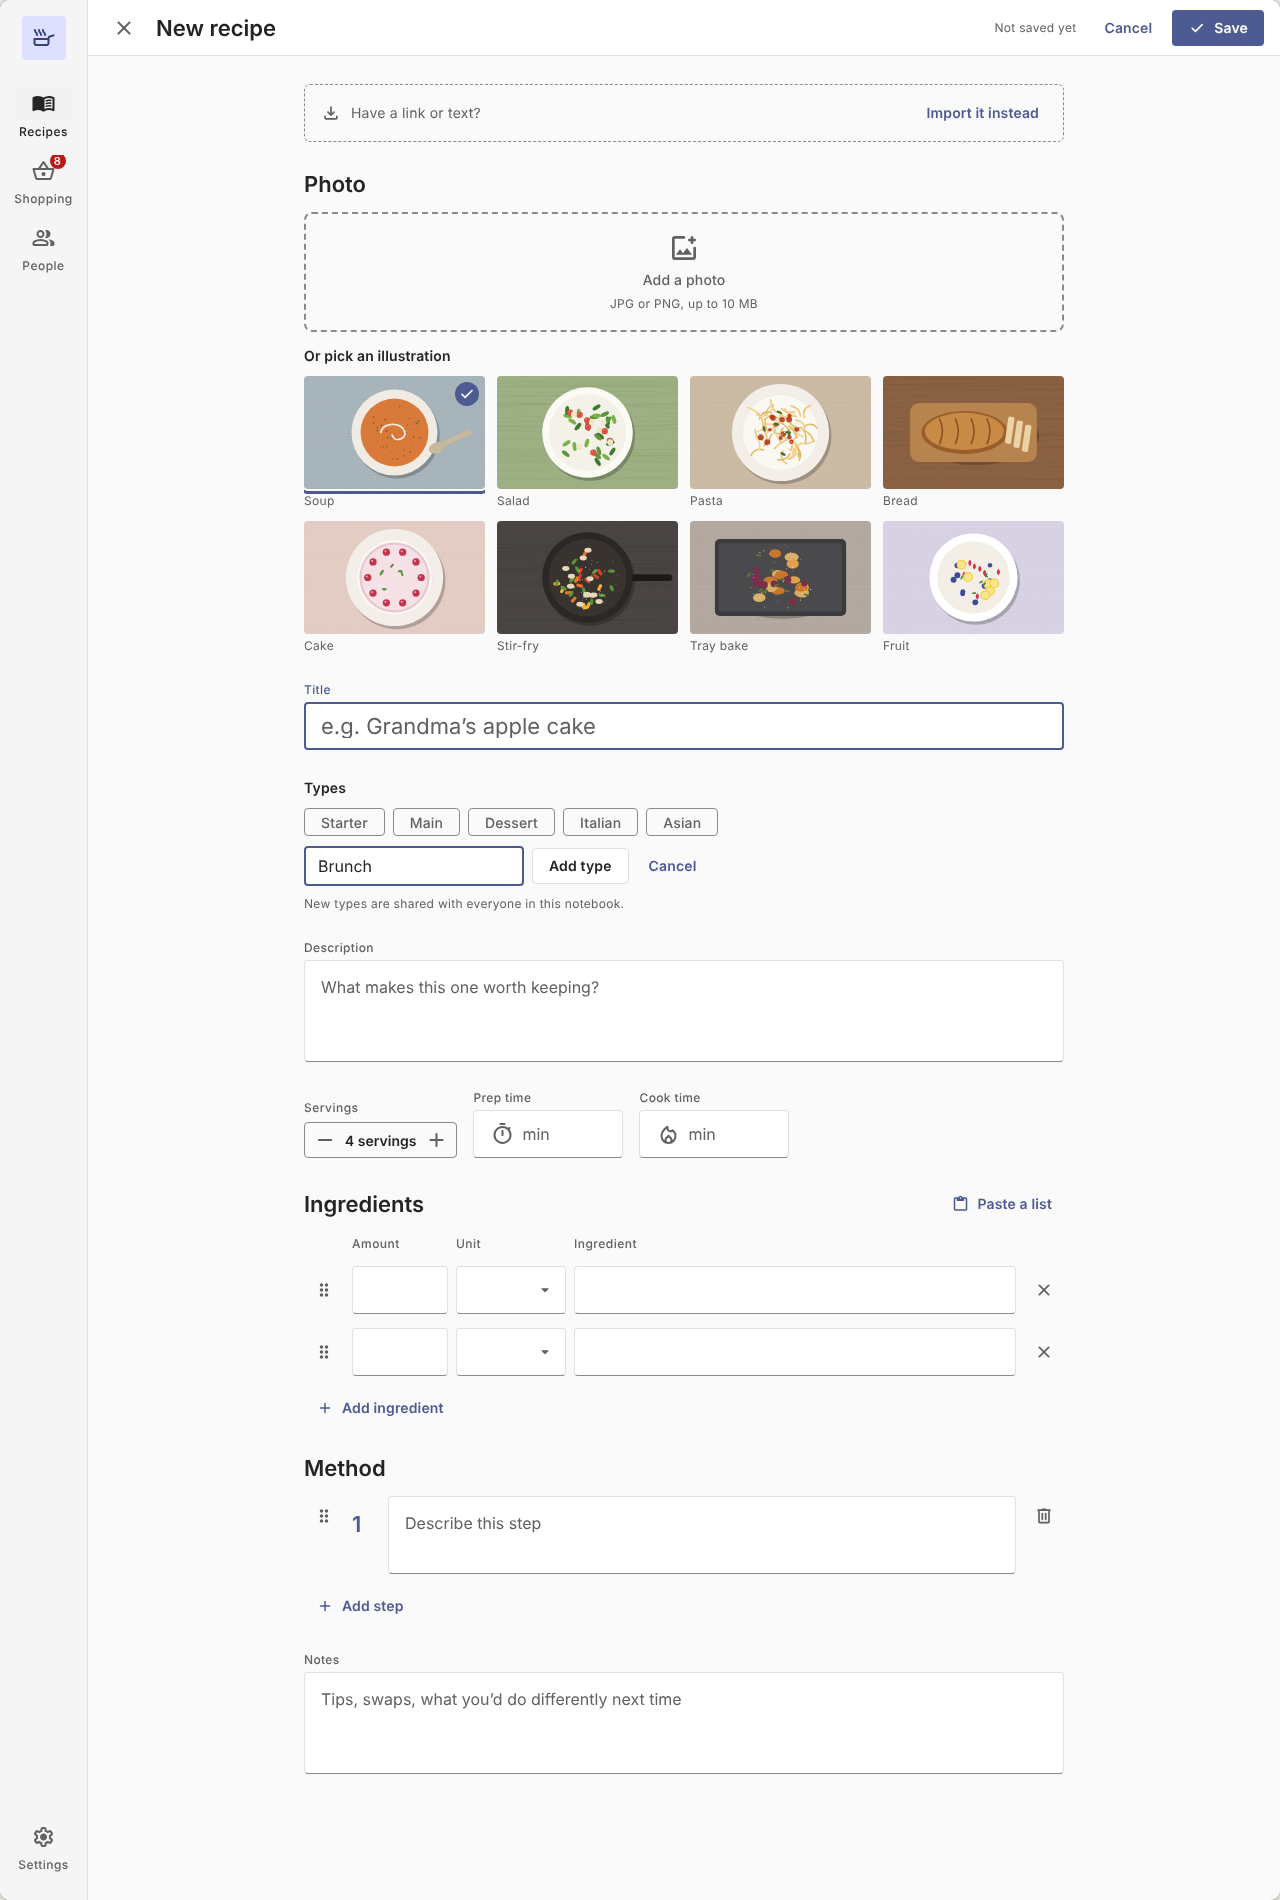 New recipe
Not saved yet
Cancel
Save
Recipes
8
Shopping
People
Have a link or text?
Import it instead
Photo
Add a photo
JPG or PNG, up to 10 MB
Or pick an illustration
Soup
Salad
Pasta
Bread
Cake
Stir-fry
Tray bake
Fruit
Title
e.g. Grandma’s apple cake
Types
Starter
Main
Dessert
Italian
Asian
Brunch
Add type
Cancel
New types are shared with everyone in this notebook.
Description
What makes this one worth keeping?
Servings
4 servings
Prep time
min
Cook time
min
Ingredients
Paste a list
Amount
Unit
Ingredient
Add ingredient
Method
1
Describe this step
Add step
Notes
Tips, swaps, what you’d do differently next time
Settings